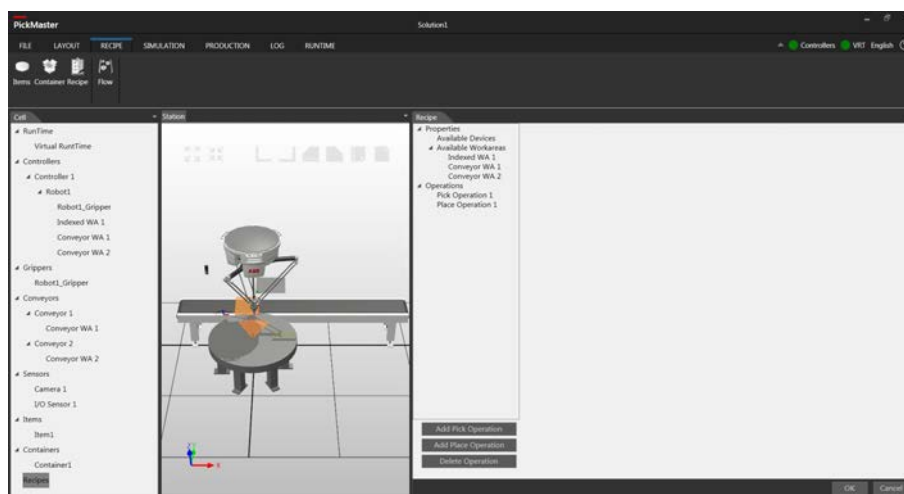 PickMaster
Solution1
FILE LAYOUT RECIPE SIMULATION PRODUCTION LOG RUNTIME
Controllers VRT English
Items Container Recipe Flow
Cell Station Recipe
RunTime
Virtual RunTime
Controllers
Controller 1
Robot1
Robot1_Gripper
Indexed WA 1
Conveyor WA 1
Conveyor WA 2
Grippers
Robot1_Gripper
Conveyors
Conveyor 1
Conveyor WA 1
Conveyor 2
Conveyor WA 2
Sensors
Camera 1
I/O Sensor 1
Items
Item1
Containers
Container1
Recipes
ABB
X
Properties
Available Devices
Available Workareas
Indexed WA 1
Conveyor WA 1
Conveyor WA 2
Operations
Pick Operation 1
Place Operation 1
Add Pick Operation
Add Place Operation
Delete Operation
OK Cancel